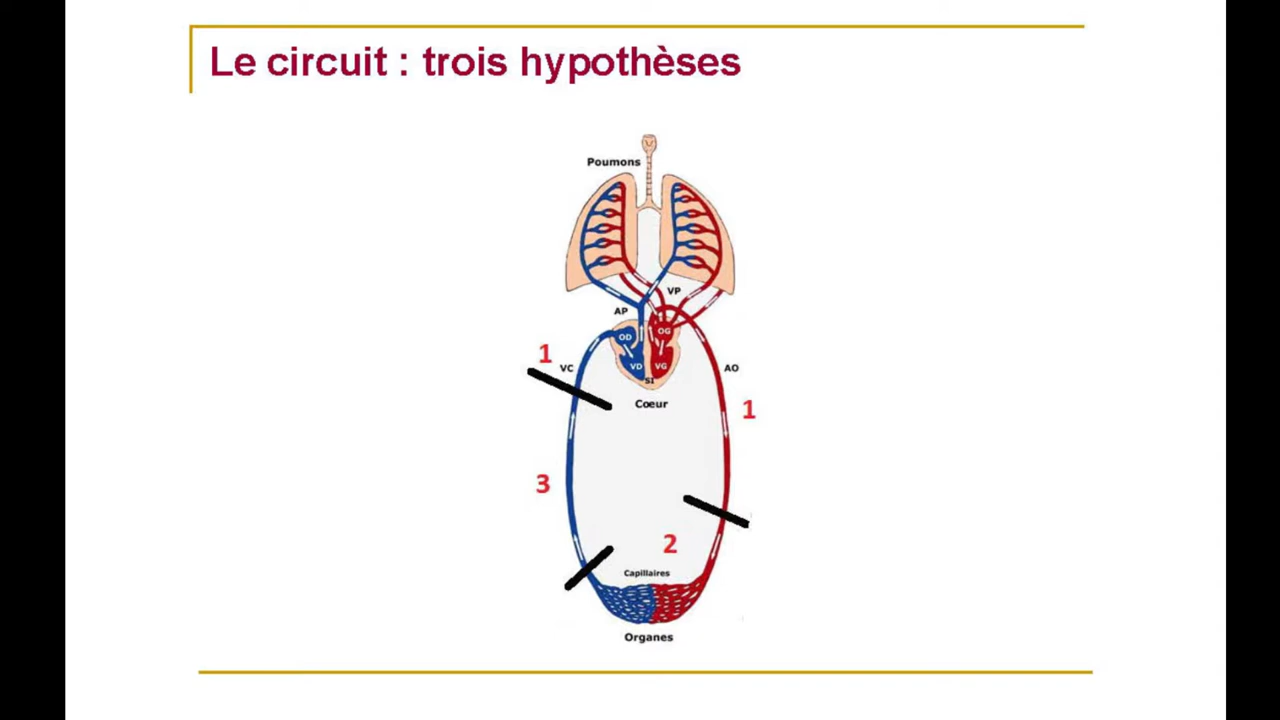 Le circuit : trois hypothèses
Poumons
VP
AP
OD
OG
1
VC
VD
VG
AO
SI
Coeur
1
3
2
Capillaires
Organes